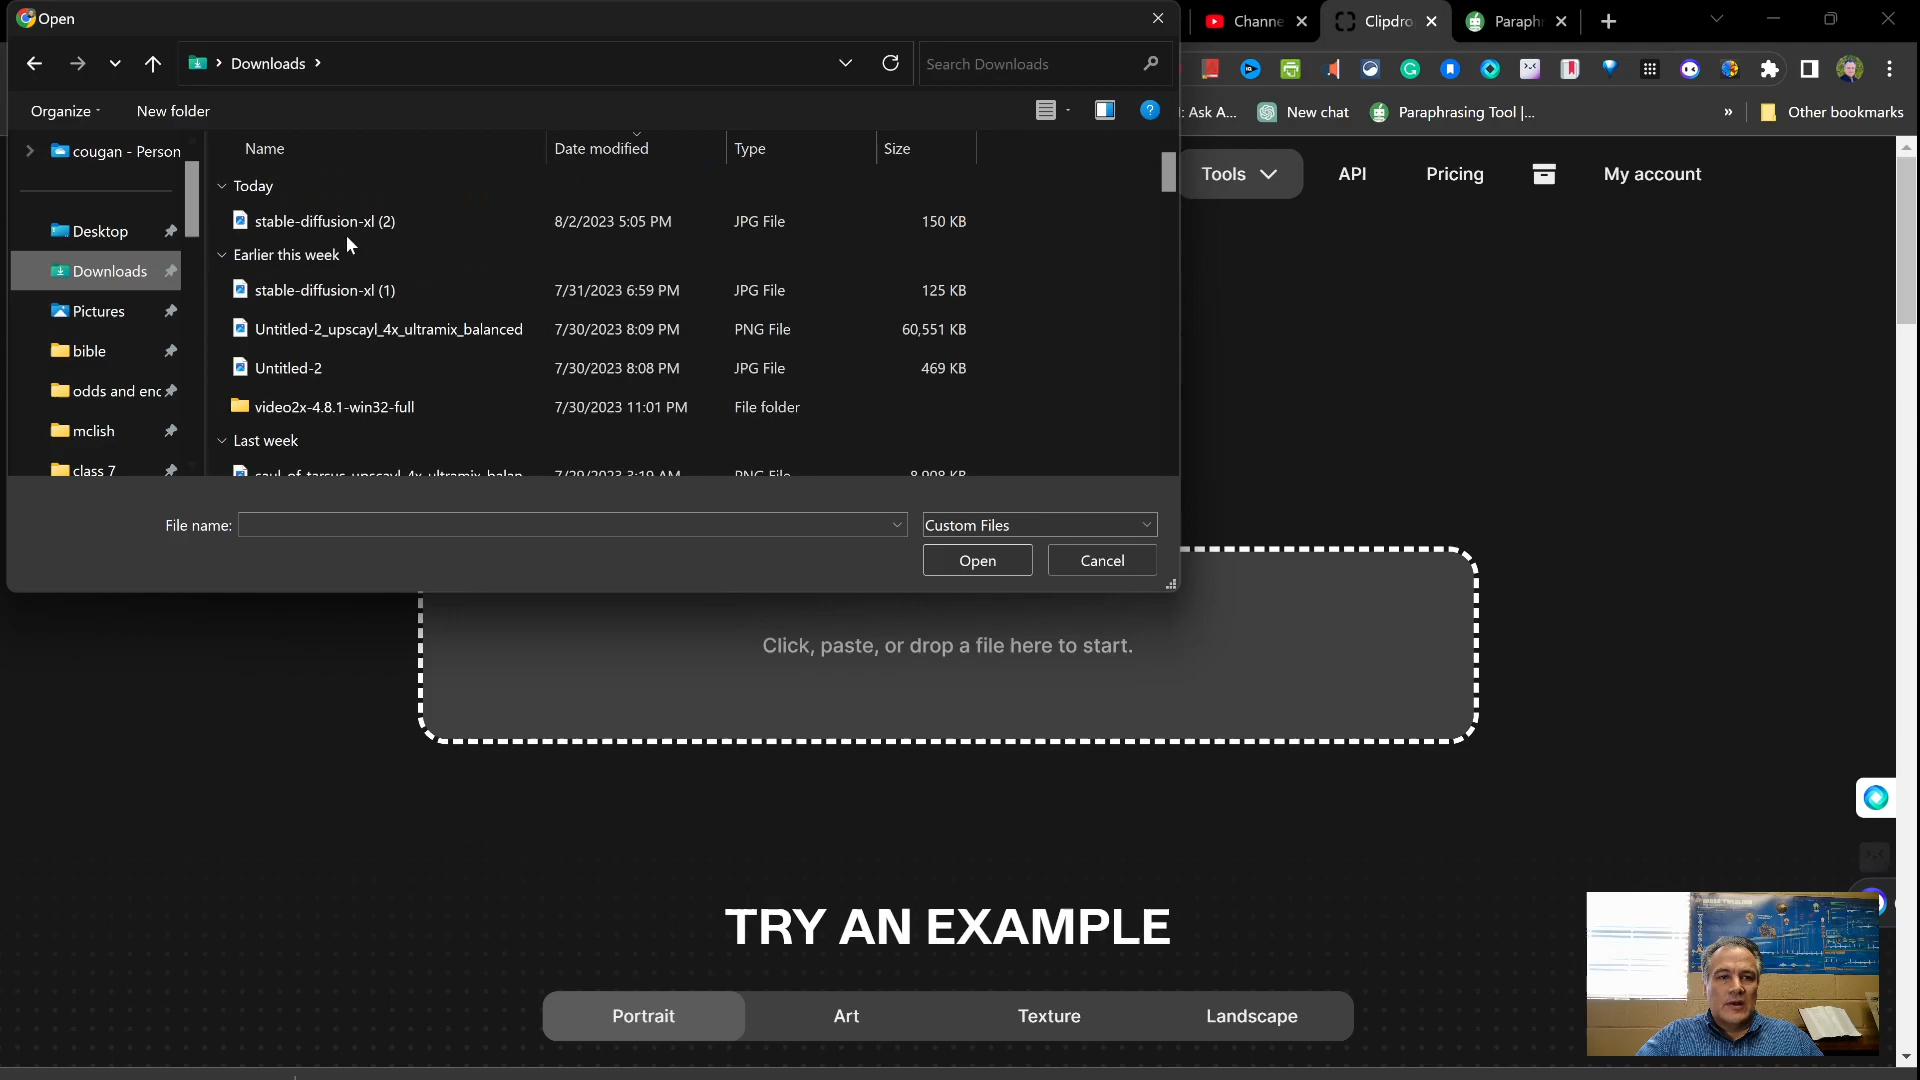 Open
Downloads
Search Downloads
Organize
New folder
cougan - Person
Desktop
Downloads
Pictures
bible
odds and enc
mclish
class 7
Name
Date modified
Type
Size
Today
stable-diffusion-xl (2)
8/2/2023 5:05 PM
JPG File
150 KB
Earlier this week
stable-diffusion-xl (1)
7/31/2023 6:59 PM
JPG File
125 KB
Untitled-2_upscayl_4x_ultramix_balanced
7/30/2023 8:09 PM
PNG File
60,551 KB
Untitled-2
7/30/2023 8:08 PM
JPG File
469 KB
video2x-4.8.1-win32-full
7/30/2023 11:01 PM
File folder
Last week
File name:
Custom Files
Open
Cancel
Channe
Clipdro
Paraphr
: Ask A...
New chat
Paraphrasing Tool |...
»
Other bookmarks
Tools
API
Pricing
My account
Click, paste, or drop a file here to start.
TRY AN EXAMPLE
Portrait
Art
Texture
Landscape